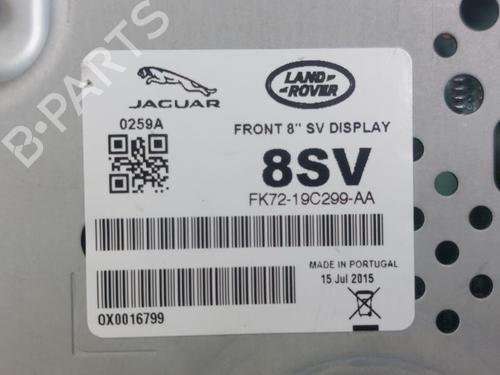 B-PARTS
JAGUAR
LAND ROVER
0259A
FRONT 8" SV DISPLAY
8SV
FK72-19C299-AA
MADE IN PORTUGAL
15 Jul 2015
OX0016799